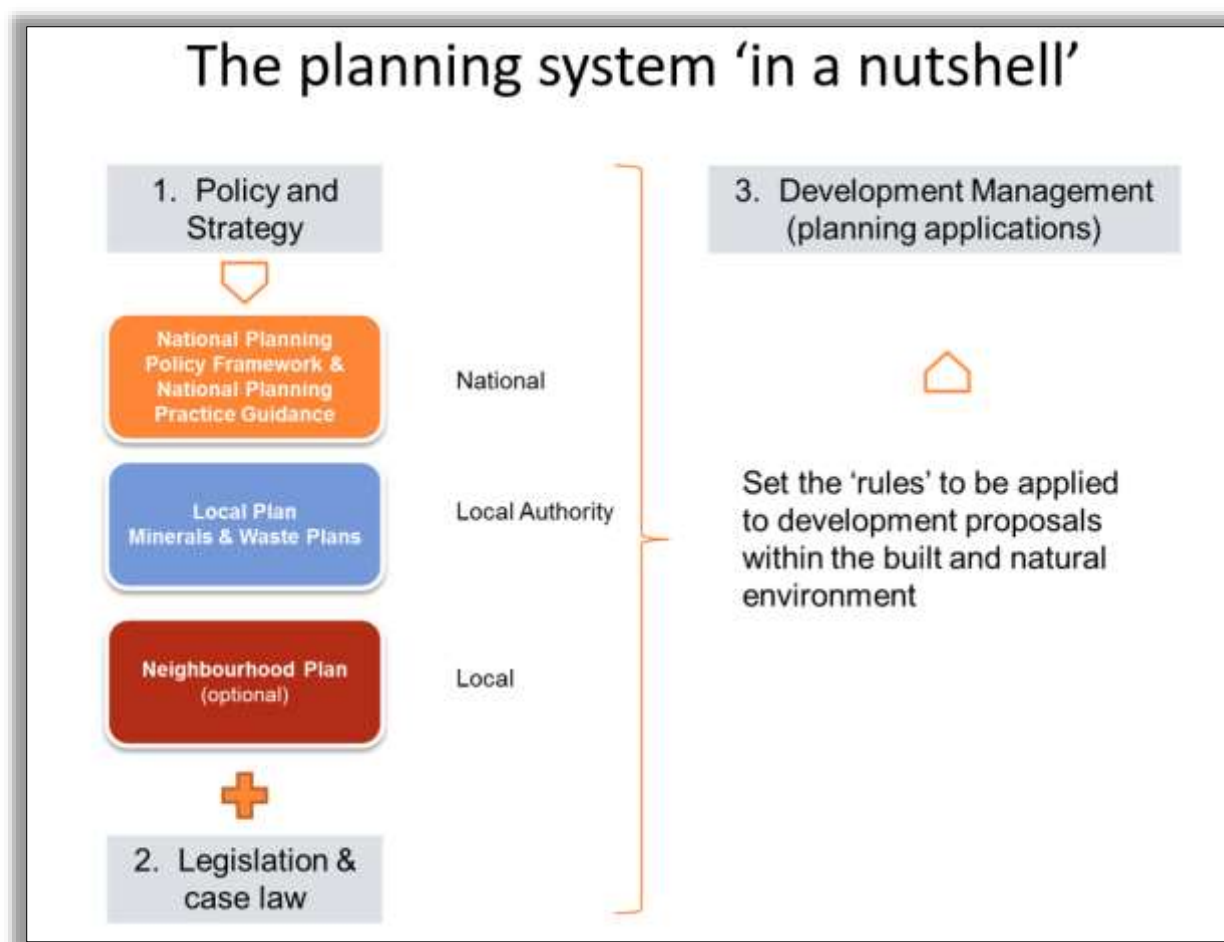 The planning system ‘in a nutshell’
1. Policy and
Strategy
National Planning
Policy Framework &
National Planning
Practice Guidance
National
Local Plan
Minerals & Waste Plans
Local Authority
Neighbourhood Plan
(optional)
Local
2. Legislation &
case law
3. Development Management
(planning applications)
Set the ‘rules’ to be applied
to development proposals
within the built and natural
environment